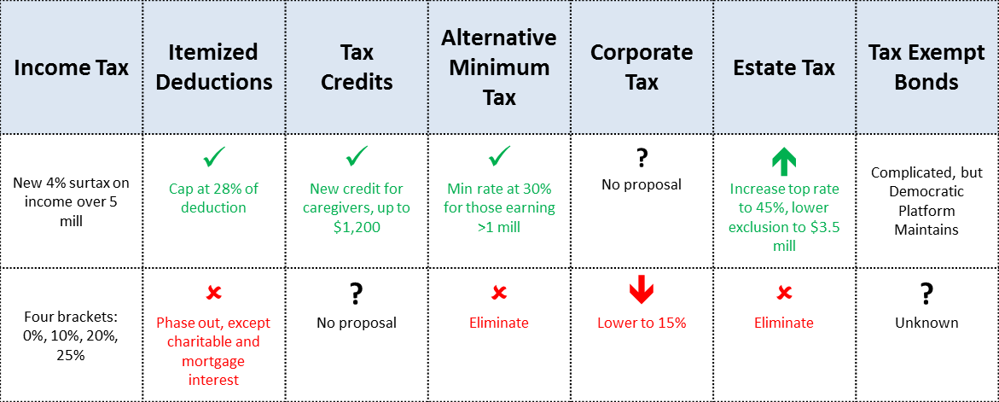 Income Tax
Itemized
Deductions
Tax
Credits
Alternative
Minimum
Tax
Corporate
Tax
Estate Tax
Tax Exempt
Bonds
New 4% surtax on
income over 5
mill
✓
Cap at 28% of
deduction
✓
New credit for
caregivers, up to
$1,200
✓
Min rate at 30%
for those earning
>1 mill
?
No proposal
Increase top rate
to 45%, lower
exclusion to $3.5
mill
Complicated, but
Democratic
Platform
Maintains
Four brackets:
0%, 10%, 20%,
25%
✘
Phase out, except
charitable and
mortgage
interest
?
No proposal
✘
Eliminate
Lower to 15%
✘
Eliminate
?
Unknown